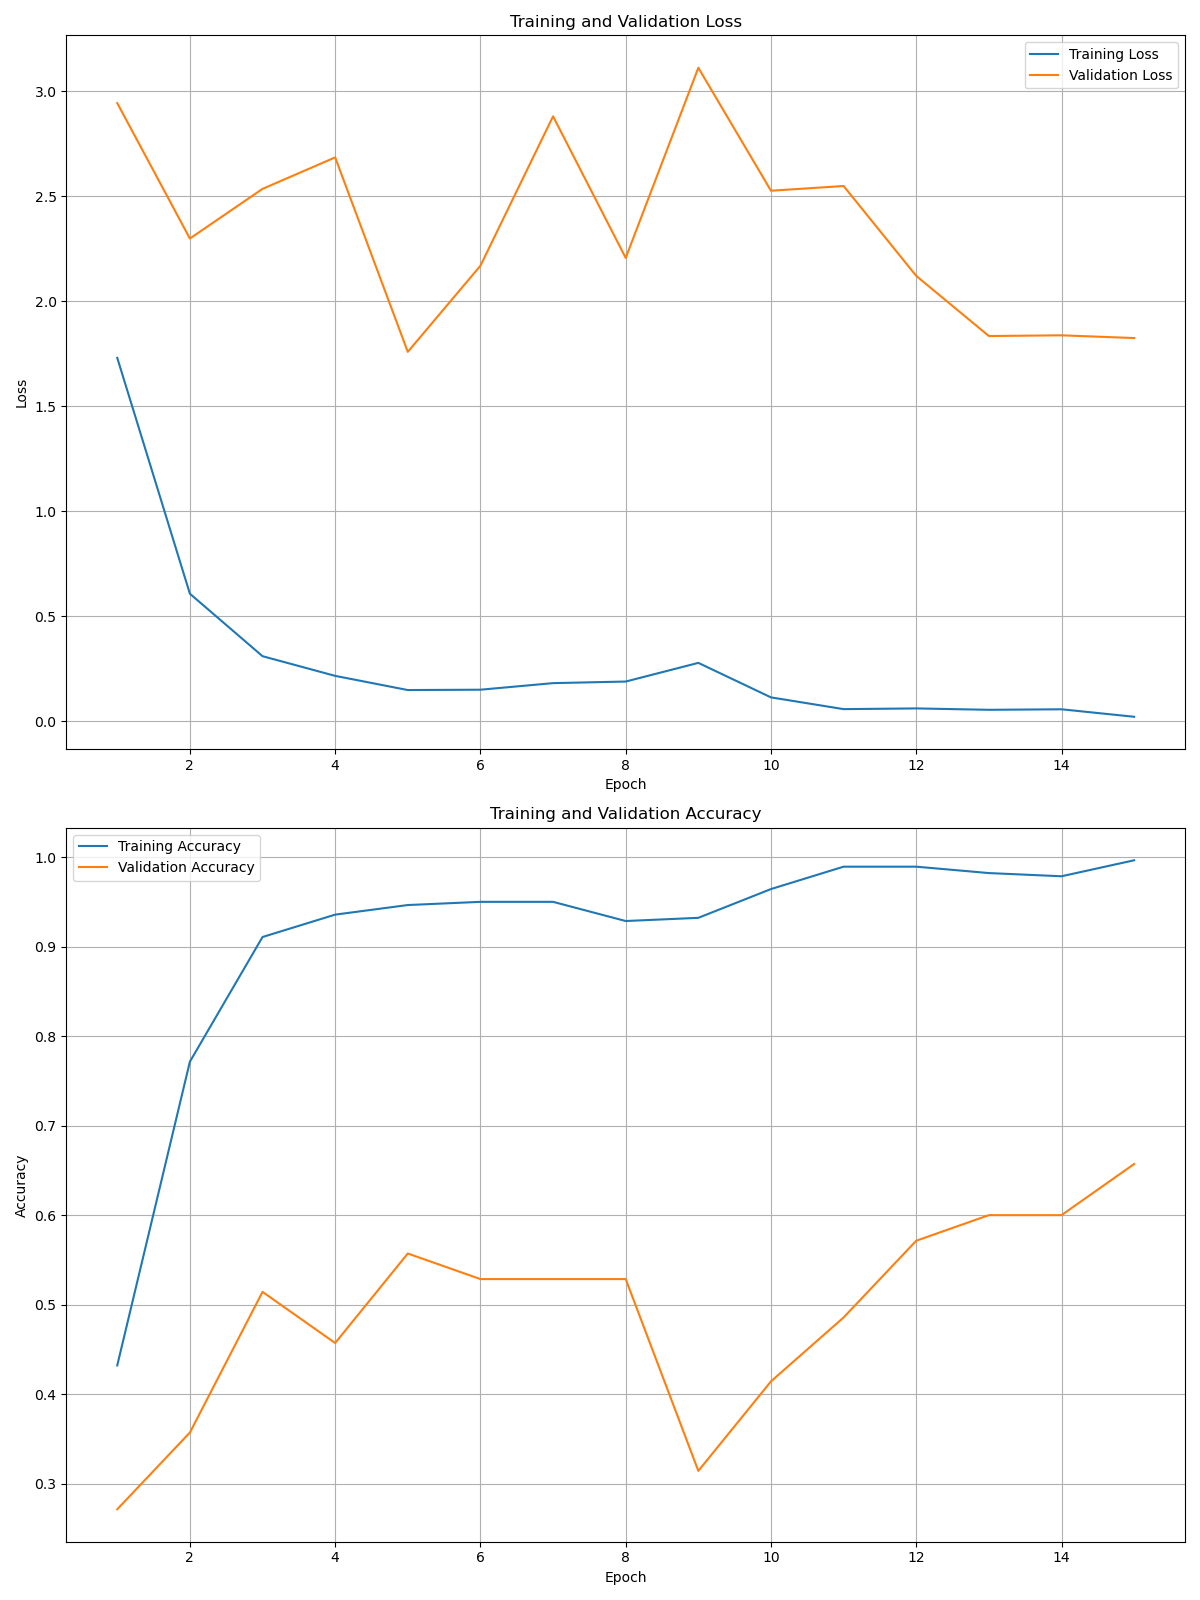 Training and Validation Loss
Training Loss
Validation Loss
3.0
2.5
2.0
1.5
1.0
0.5
0.0
Loss
2 4 6 8 10 12 14
Epoch
Training and Validation Accuracy
Training Accuracy
Validation Accuracy
1.0
0.9
0.8
0.7
0.6
0.5
0.4
0.3
Accuracy
2 4 6 8 10 12 14
Epoch